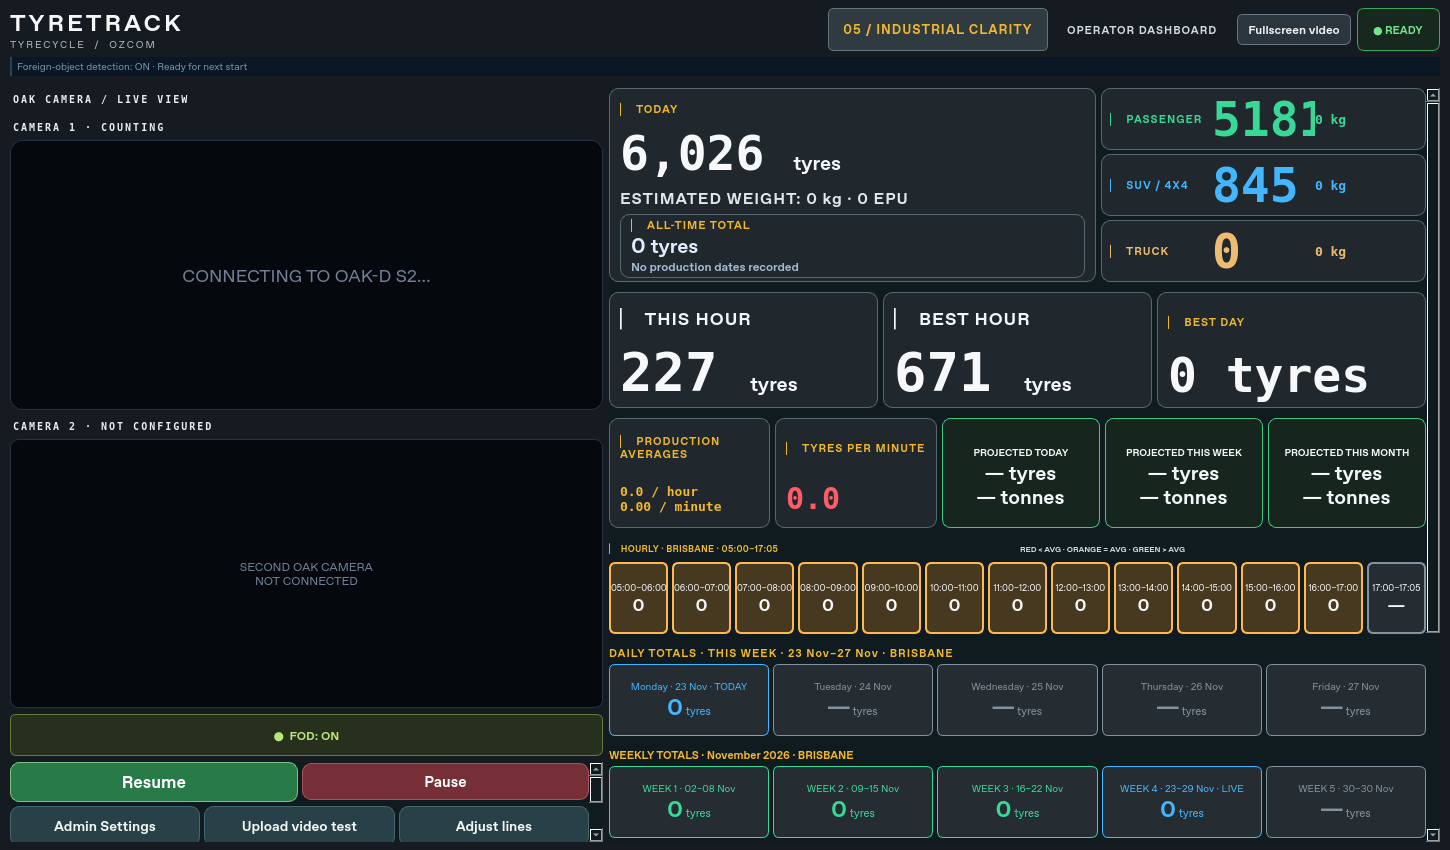 TYRETRACK
TYRECYCLE / OZCOM
05 / INDUSTRIAL CLARITY
OPERATOR DASHBOARD
Fullscreen video
● READY
Foreign-object detection: ON · Ready for next start
OAK CAMERA / LIVE VIEW
CAMERA 1 · COUNTING
CONNECTING TO OAK-D S2...
CAMERA 2 · NOT CONFIGURED
SECOND OAK CAMERA
NOT CONNECTED
● FOD: ON
Resume
Pause
Admin Settings
Upload video test
Adjust lines
TODAY
6,026 tyres
ESTIMATED WEIGHT: 0 kg · 0 EPU
ALL-TIME TOTAL
0 tyres
No production dates recorded
PASSENGER 5181 0 kg
SUV / 4X4 845 0 kg
TRUCK 0 0 kg
THIS HOUR
227 tyres
BEST HOUR
671 tyres
BEST DAY
0 tyres
PRODUCTION
AVERAGES
0.0 / hour
0.00 / minute
TYRES PER MINUTE
0.0
PROJECTED TODAY
— tyres
— tonnes
PROJECTED THIS WEEK
— tyres
— tonnes
PROJECTED THIS MONTH
— tyres
— tonnes
HOURLY · BRISBANE · 05:00–17:05
RED < AVG · ORANGE = AVG · GREEN > AVG
05:00–06:00
0
06:00–07:00
0
07:00–08:00
0
08:00–09:00
0
09:00–10:00
0
10:00–11:00
0
11:00–12:00
0
12:00–13:00
0
13:00–14:00
0
14:00–15:00
0
15:00–16:00
0
16:00–17:00
0
17:00–17:05
—
DAILY TOTALS · THIS WEEK · 23 Nov–27 Nov · BRISBANE
Monday · 23 Nov · TODAY
0 tyres
Tuesday · 24 Nov
— tyres
Wednesday · 25 Nov
— tyres
Thursday · 26 Nov
— tyres
Friday · 27 Nov
— tyres
WEEKLY TOTALS · November 2026 · BRISBANE
WEEK 1 · 02–08 Nov
0 tyres
WEEK 2 · 09–15 Nov
0 tyres
WEEK 3 · 16–22 Nov
0 tyres
WEEK 4 · 23–29 Nov · LIVE
0 tyres
WEEK 5 · 30–30 Nov
— tyres